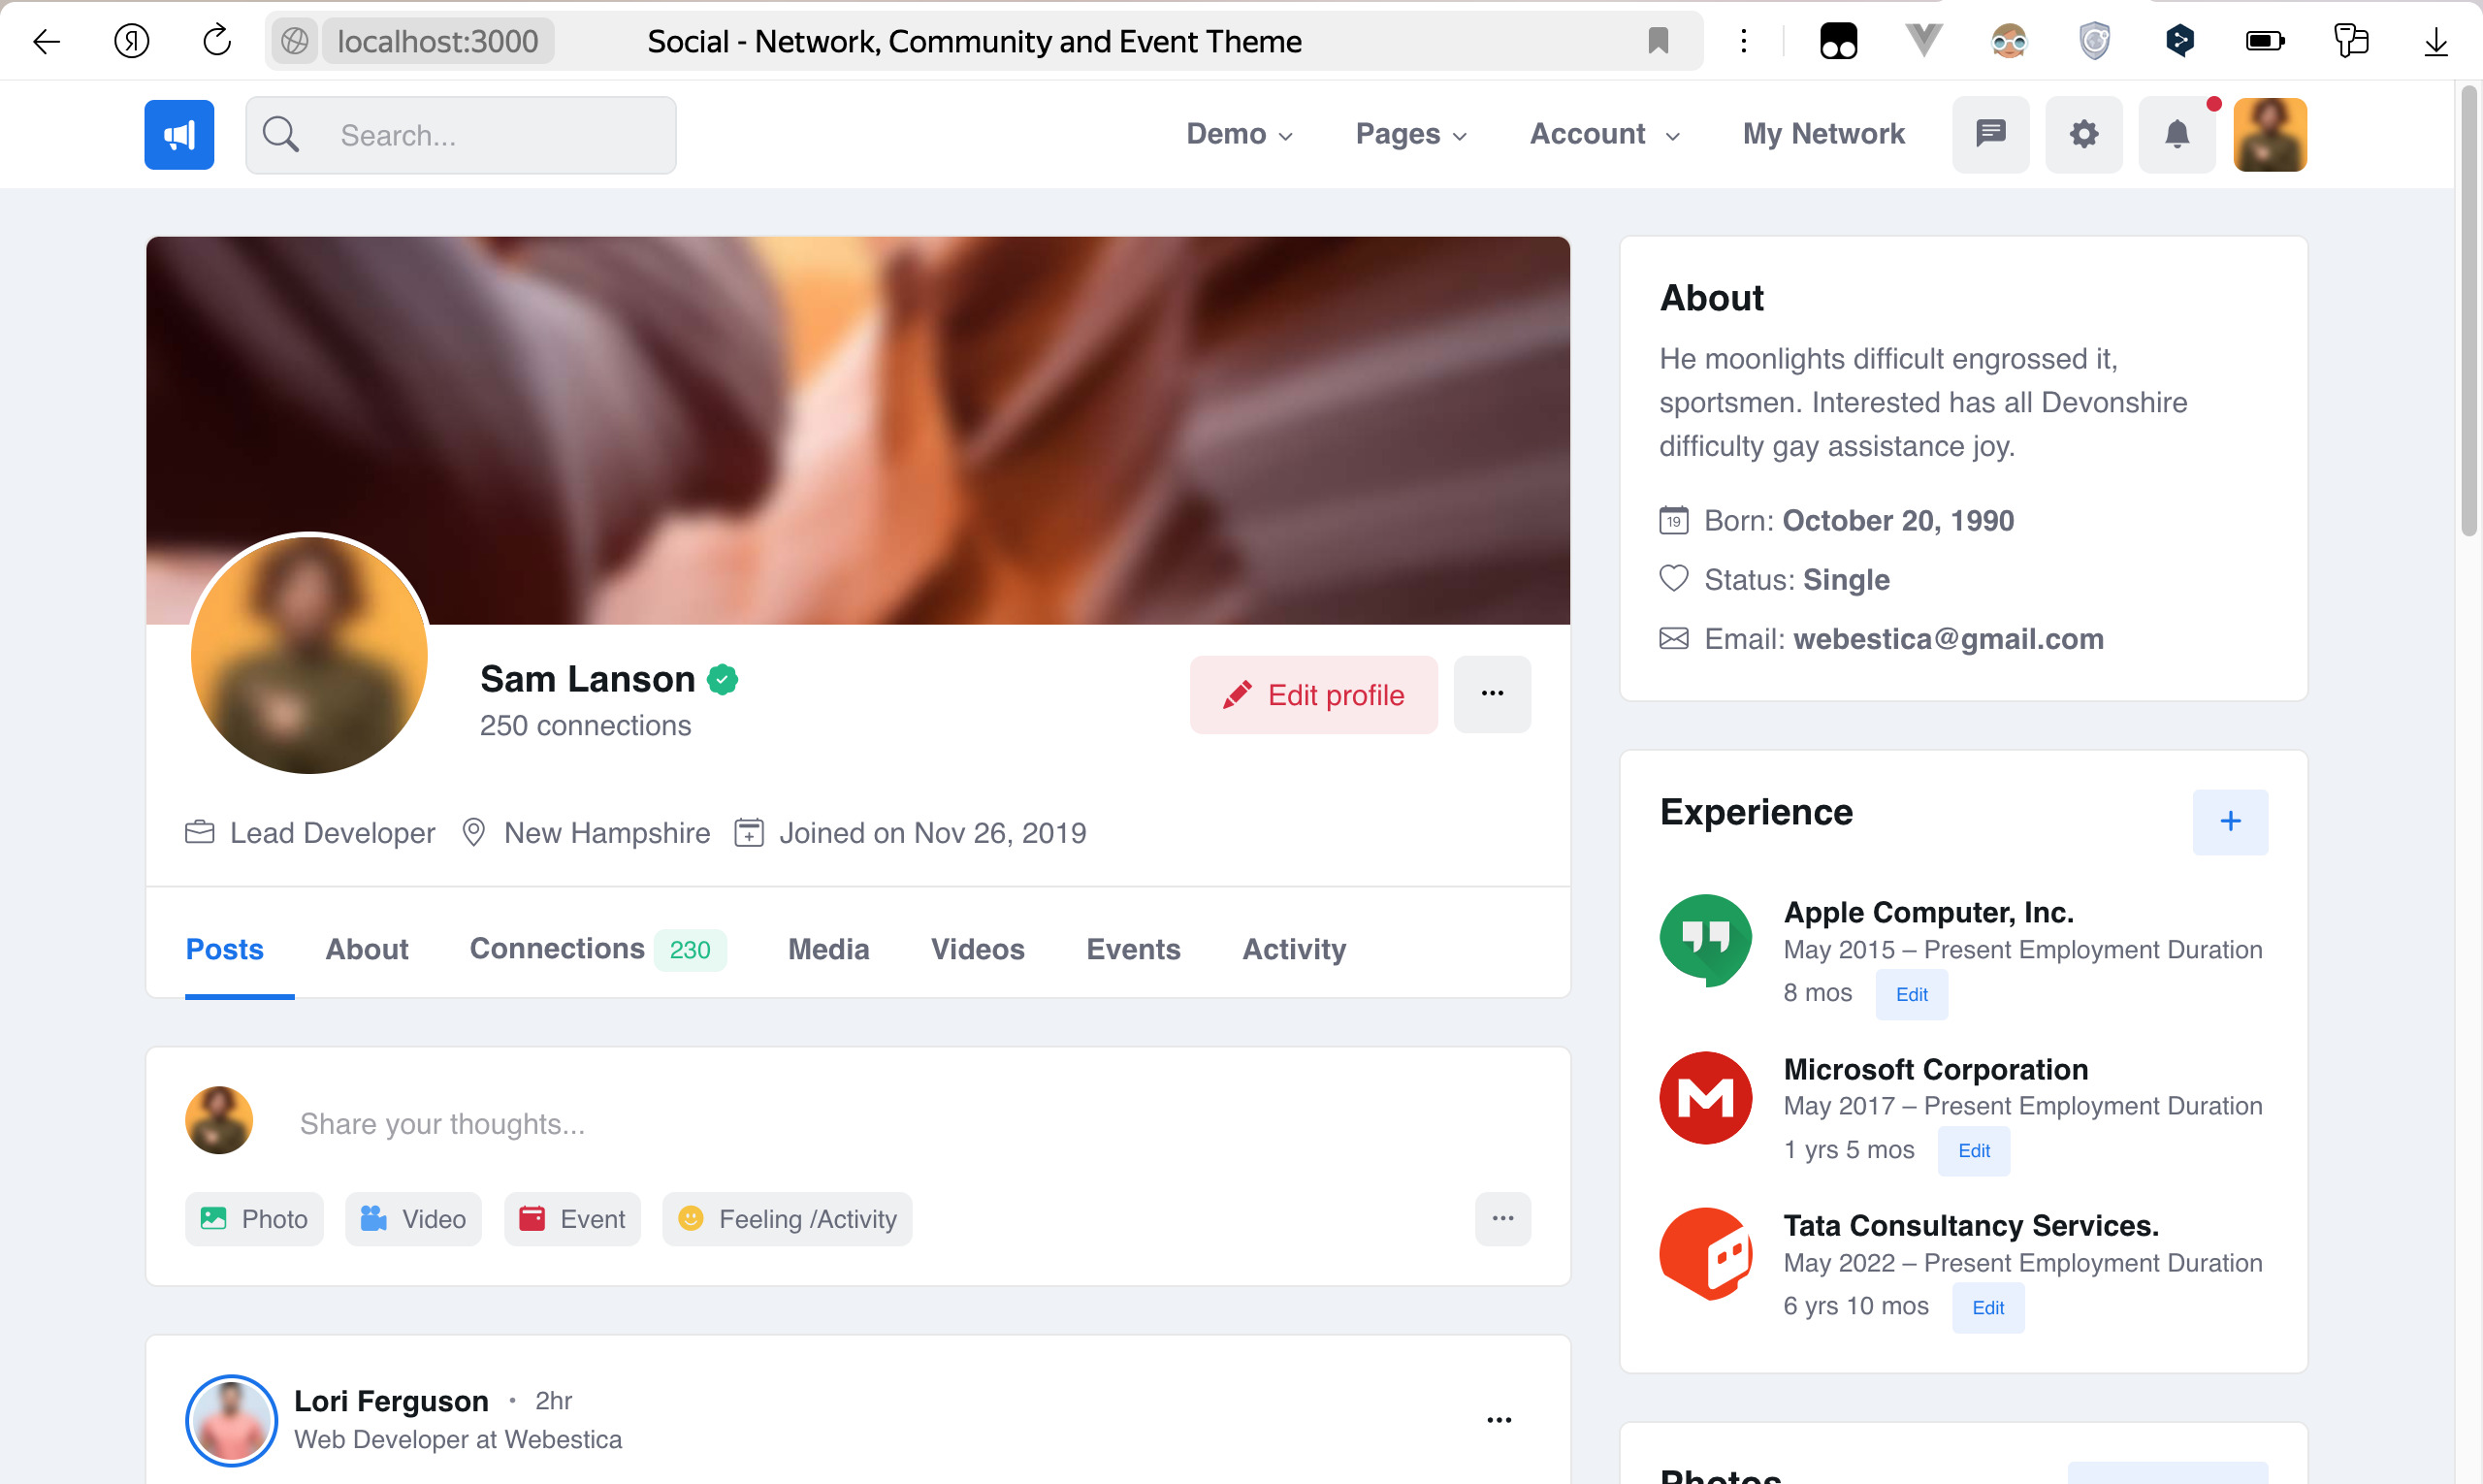 Я
localhost:3000
Social - Network, Community and Event Theme
Search...
Demo
Pages
Account
My Network
Sam Lanson
250 connections
Edit profile
Lead Developer
New Hampshire
Joined on Nov 26, 2019
Posts
About
Connections 230
Media
Videos
Events
Activity
Share your thoughts...
Photo
Video
Event
Feeling /Activity
Lori Ferguson • 2hr
Web Developer at Webestica
About
He moonlights difficult engrossed it,
sportsmen. Interested has all Devonshire
difficulty gay assistance joy.
19
Born: October 20, 1990
Status: Single
Email: webestica@gmail.com
Experience
+
Apple Computer, Inc.
May 2015 – Present Employment Duration
8 mos
Edit
Microsoft Corporation
May 2017 – Present Employment Duration
1 yrs 5 mos
Edit
Tata Consultancy Services.
May 2022 – Present Employment Duration
6 yrs 10 mos
Edit
Photos